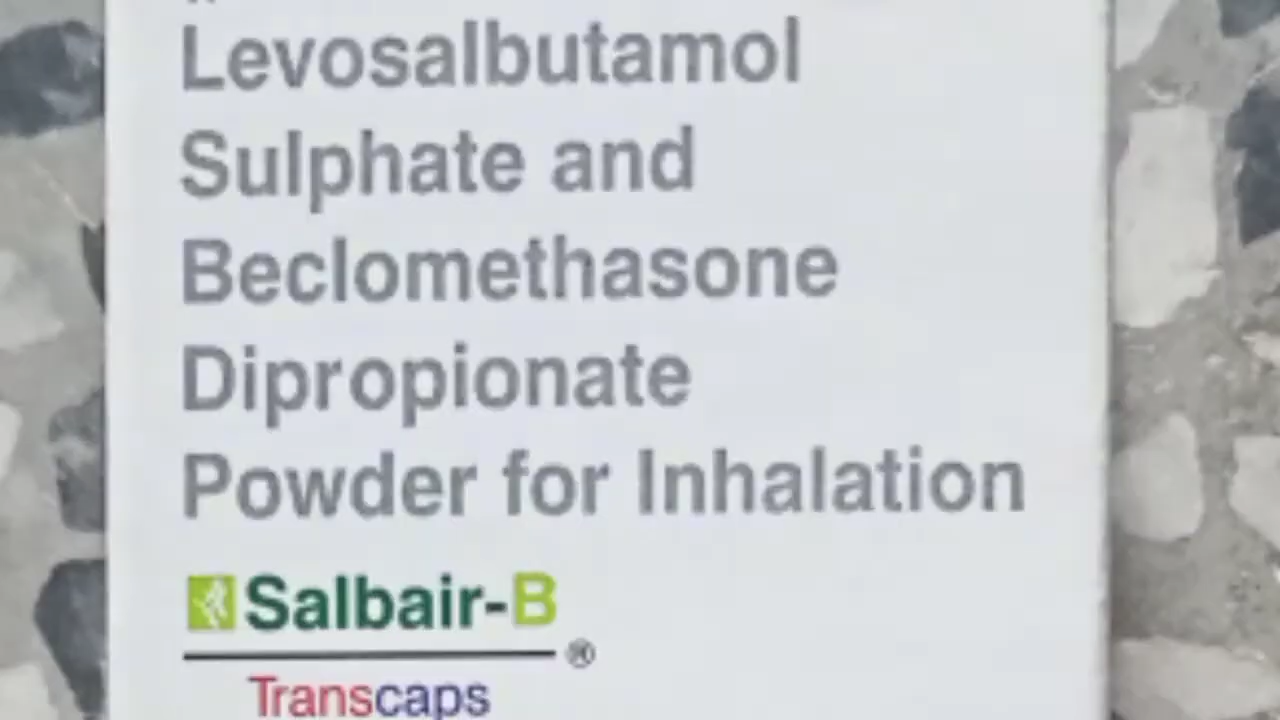 Levosalbutamol
Sulphate and
Beclomethasone
Dipropionate
Powder for Inhalation
Salbair-B
®
Transcaps